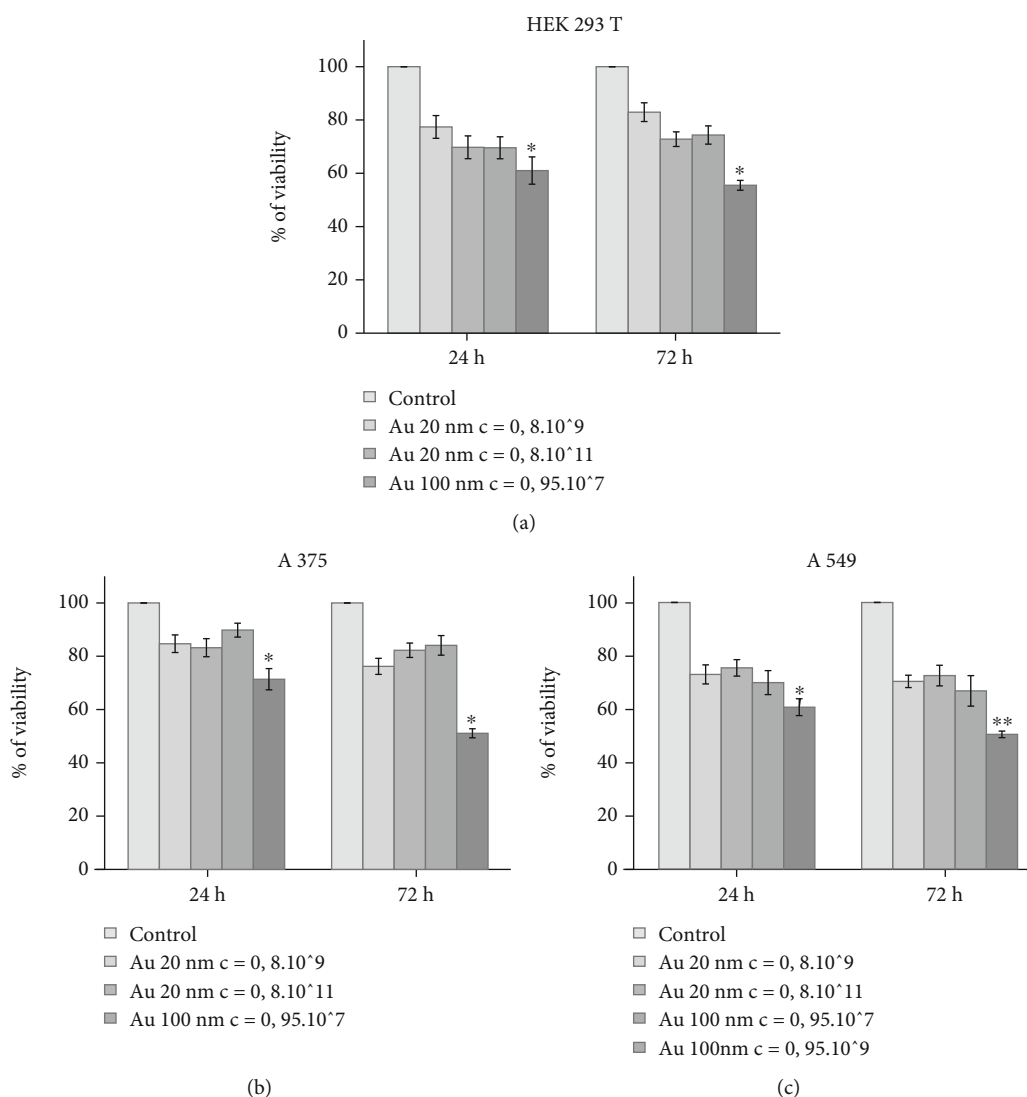 HEK 293 T
100
80
60
40
20
0
% of viability
*
*
24 h
72 h
Control
Au 20 nm c = 0, 8.10^9
Au 20 nm c = 0, 8.10^11
Au 100 nm c = 0, 95.10^7
(a)
A 375
100
80
60
40
20
0
% of viability
*
*
24 h
72 h
Control
Au 20 nm c = 0, 8.10^9
Au 20 nm c = 0, 8.10^11
Au 100 nm c = 0, 95.10^7
(b)
A 549
100
80
60
40
20
0
% of viability
*
**
24 h
72 h
Control
Au 20 nm c = 0, 8.10^9
Au 20 nm c = 0, 8.10^11
Au 100 nm c = 0, 95.10^7
Au 100nm c = 0, 95.10^9
(c)